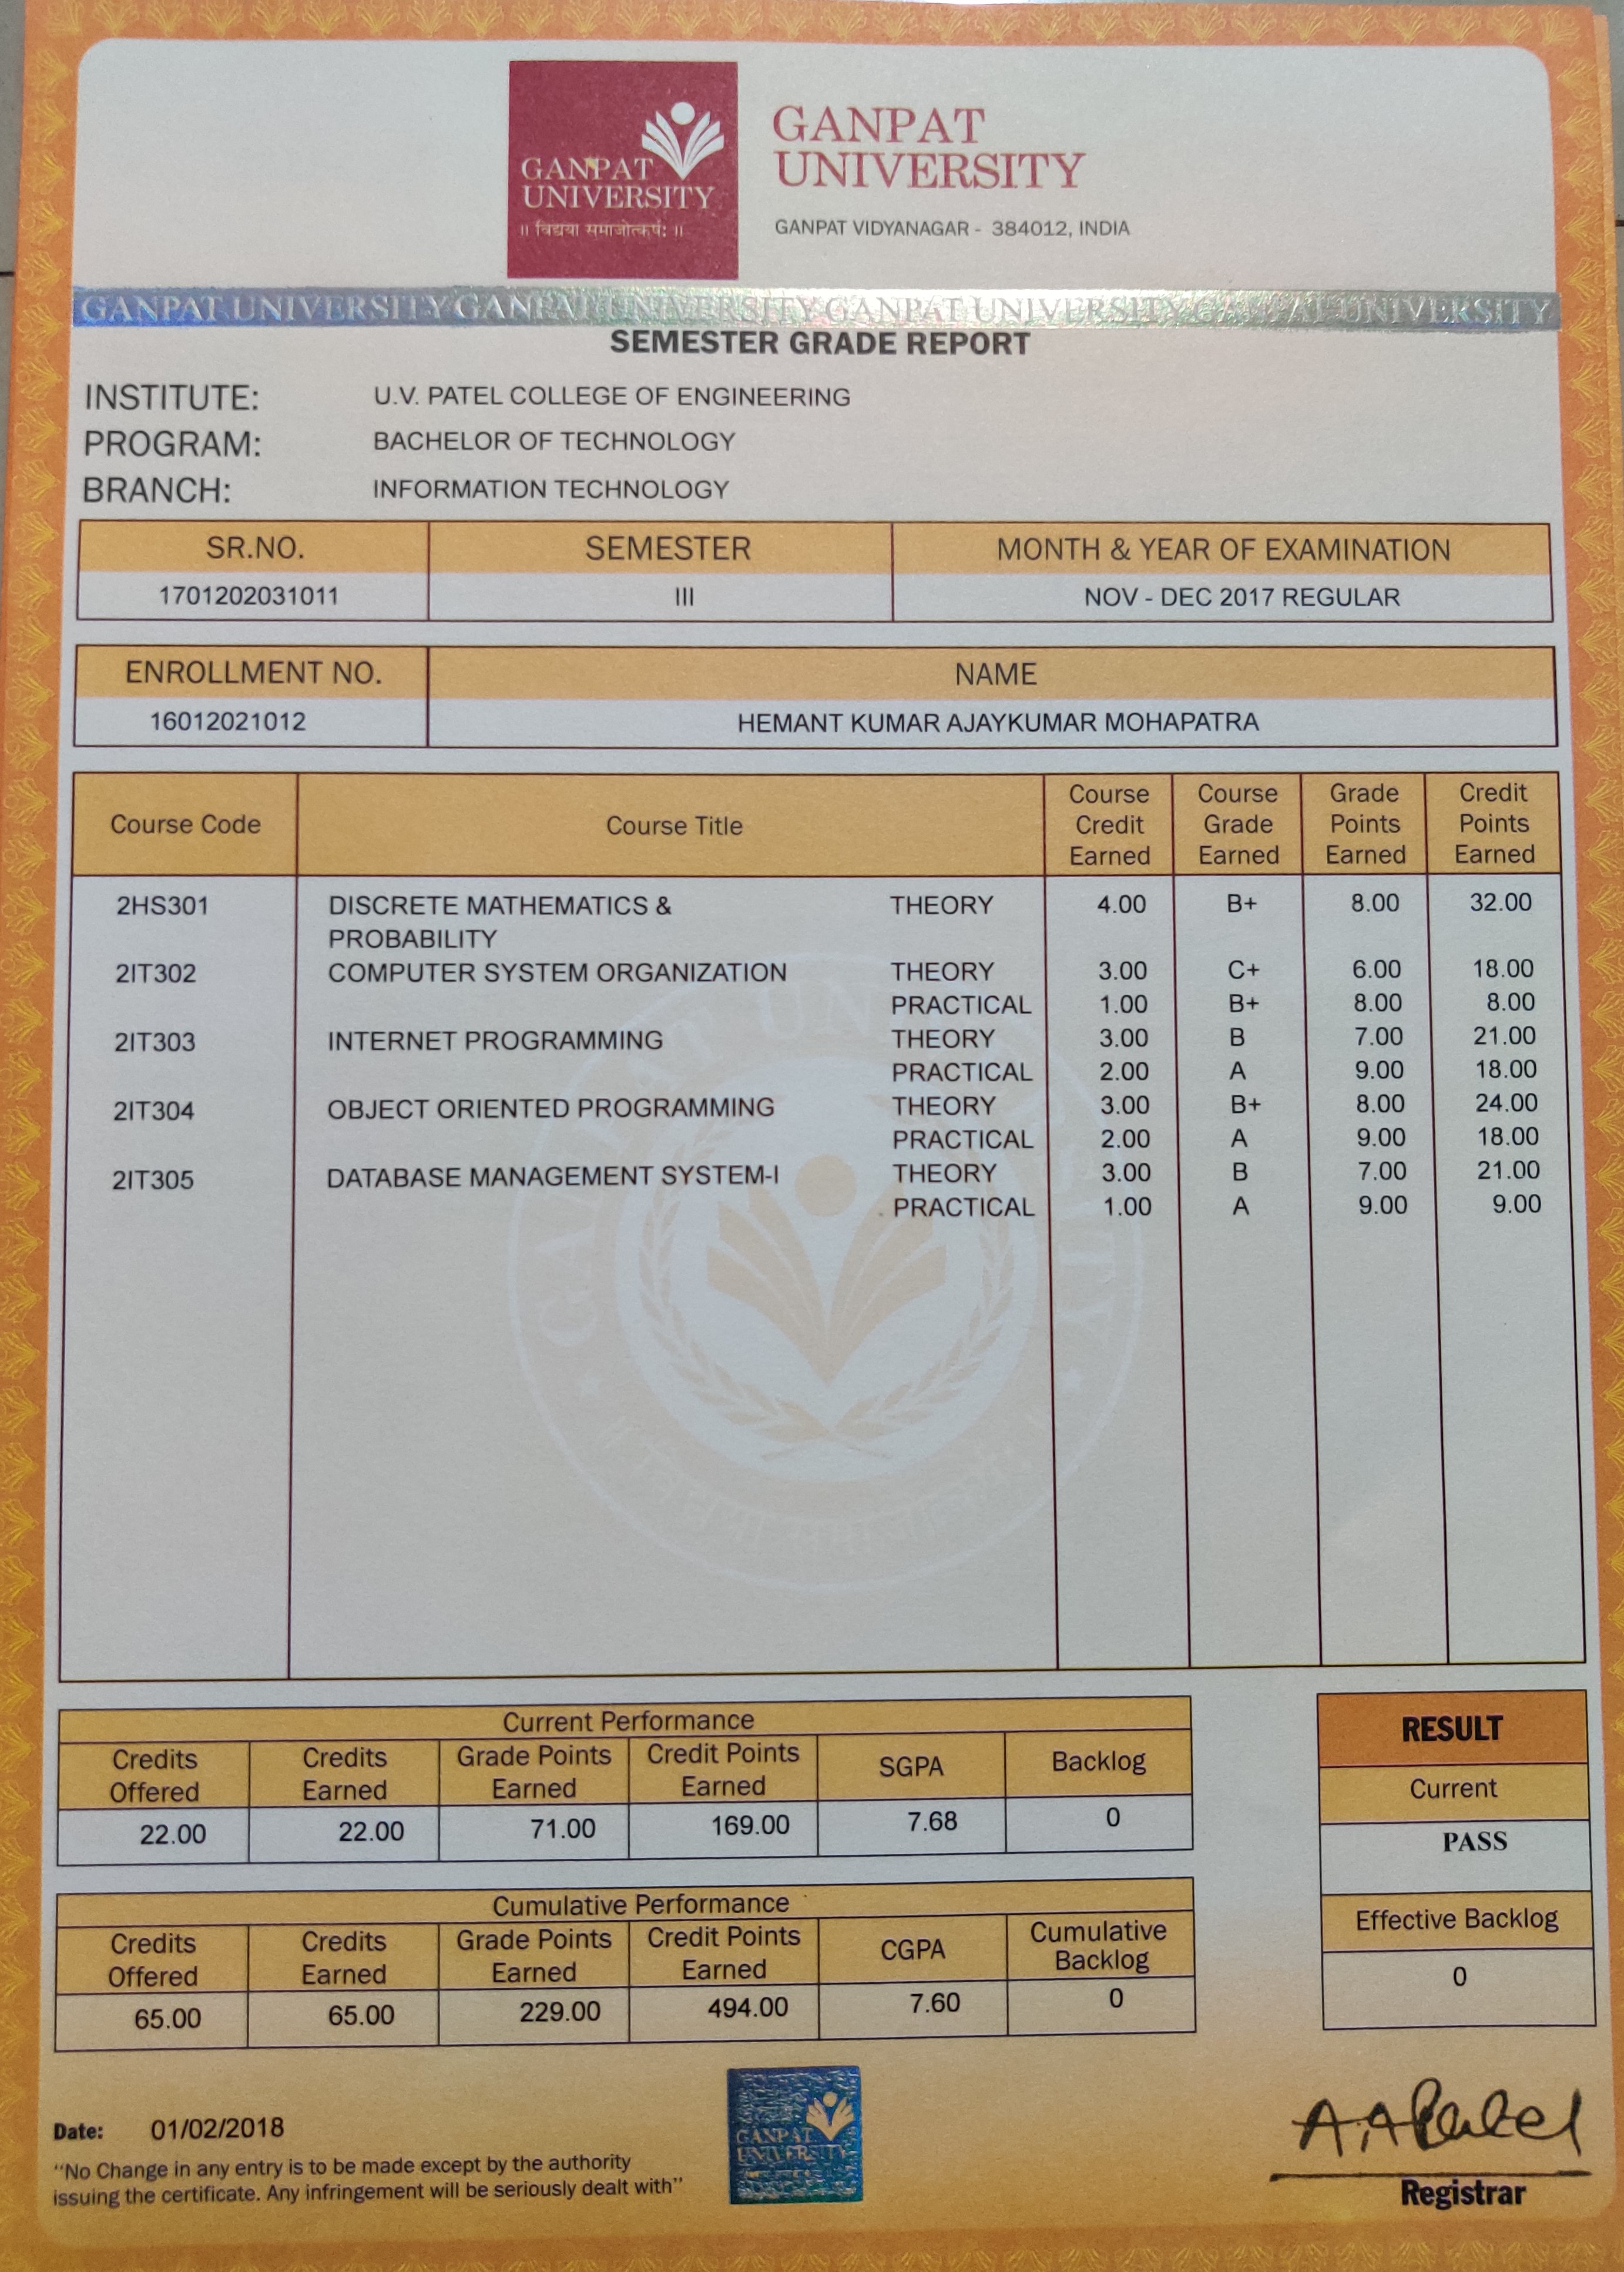 GANPAT
UNIVERSITY
॥ विद्यया समाजोत्कर्ष: ॥
GANPAT
UNIVERSITY
GANPAT VIDYANAGAR - 384012, INDIA
GANPAT UNIVERSITY GANPAT UNIVERSITY GANPAT UNIVERSITY GANPAT UNIVERSITY
SEMESTER GRADE REPORT
INSTITUTE: U.V. PATEL COLLEGE OF ENGINEERING
PROGRAM: BACHELOR OF TECHNOLOGY
BRANCH: INFORMATION TECHNOLOGY
SR.NO. SEMESTER MONTH & YEAR OF EXAMINATION
1701202031011 III NOV - DEC 2017 REGULAR
ENROLLMENT NO. NAME
16012021012 HEMANT KUMAR AJAYKUMAR MOHAPATRA
Course Code Course Title Course Credit Earned Course Grade Earned Grade Points Earned Credit Points Earned
2HS301 DISCRETE MATHEMATICS & THEORY 4.00 B+ 8.00 32.00
PROBABILITY
2IT302 COMPUTER SYSTEM ORGANIZATION THEORY 3.00 C+ 6.00 18.00
PRACTICAL 1.00 B+ 8.00 8.00
2IT303 INTERNET PROGRAMMING THEORY 3.00 B 7.00 21.00
PRACTICAL 2.00 A 9.00 18.00
2IT304 OBJECT ORIENTED PROGRAMMING THEORY 3.00 B+ 8.00 24.00
PRACTICAL 2.00 A 9.00 18.00
2IT305 DATABASE MANAGEMENT SYSTEM-I THEORY 3.00 B 7.00 21.00
PRACTICAL 1.00 A 9.00 9.00
Current Performance
Credits Offered Credits Earned Grade Points Earned Credit Points Earned SGPA Backlog
22.00 22.00 71.00 169.00 7.68 0
Cumulative Performance
Credits Offered Credits Earned Grade Points Earned Credit Points Earned CGPA Cumulative Backlog
65.00 65.00 229.00 494.00 7.60 0
RESULT
Current
PASS
Effective Backlog
0
Date: 01/02/2018
"No Change in any entry is to be made except by the authority
issuing the certificate. Any infringement will be seriously dealt with"
GANPAT
UNIVERSITY
A.A.Patel
Registrar